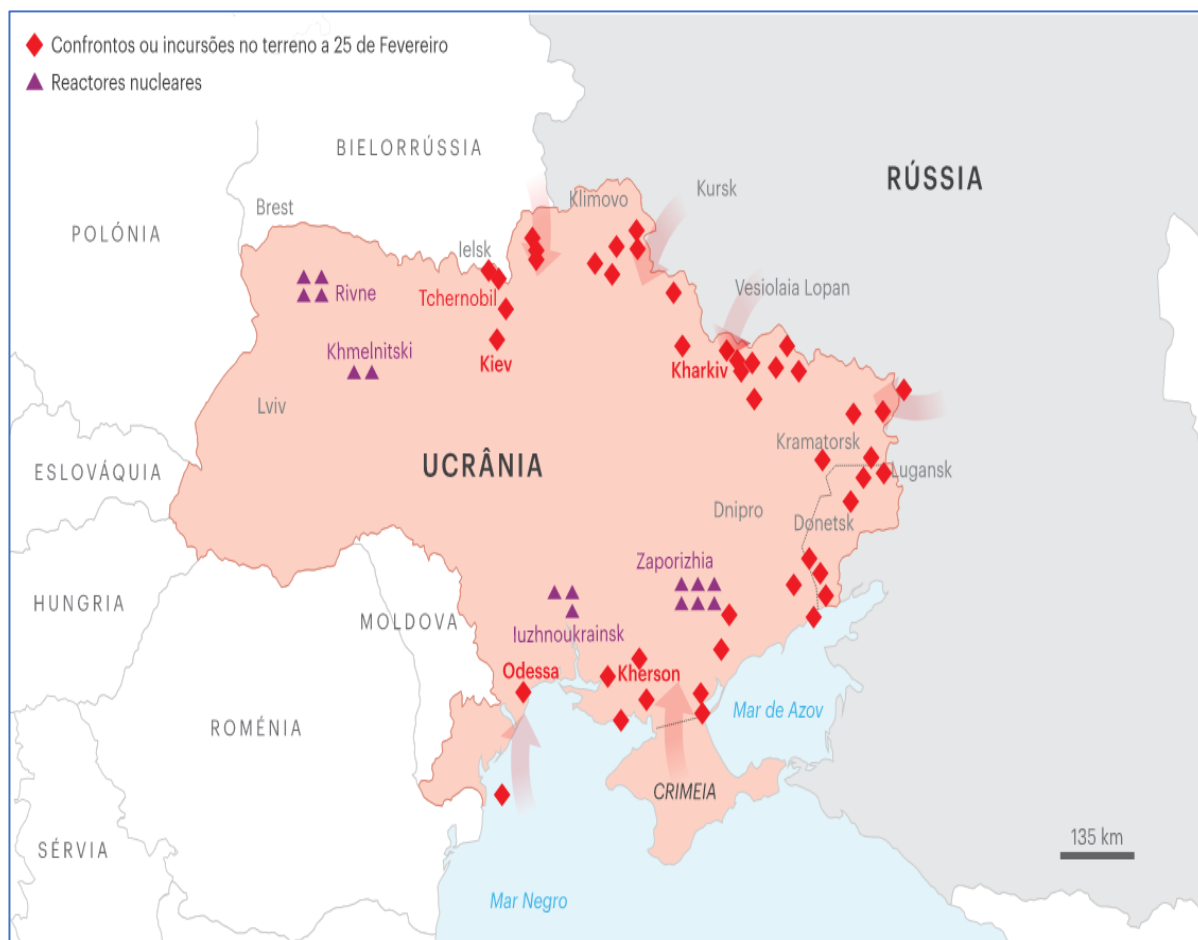 Confrontos ou incursões no terreno a 25 de Fevereiro
Reactores nucleares
BIELORRÚSSIA
RÚSSIA
Kursk
Klimovo
Brest
POLÓNIA
Ielsk
Vesiolaia Lopan
Rivne
Tchernobil
Khmelnitski
Kiev
Kharkiv
Lviv
Kramatorsk
UCRÂNIA
ESLOVÁQUIA
Lugansk
Dnipro
Donetsk
Zaporizhia
HUNGRIA
MOLDOVA
Iuzhnoukrainsk
Odessa
Kherson
Mar de Azov
ROMÉNIA
CRIMEIA
135 km
SÉRVIA
Mar Negro